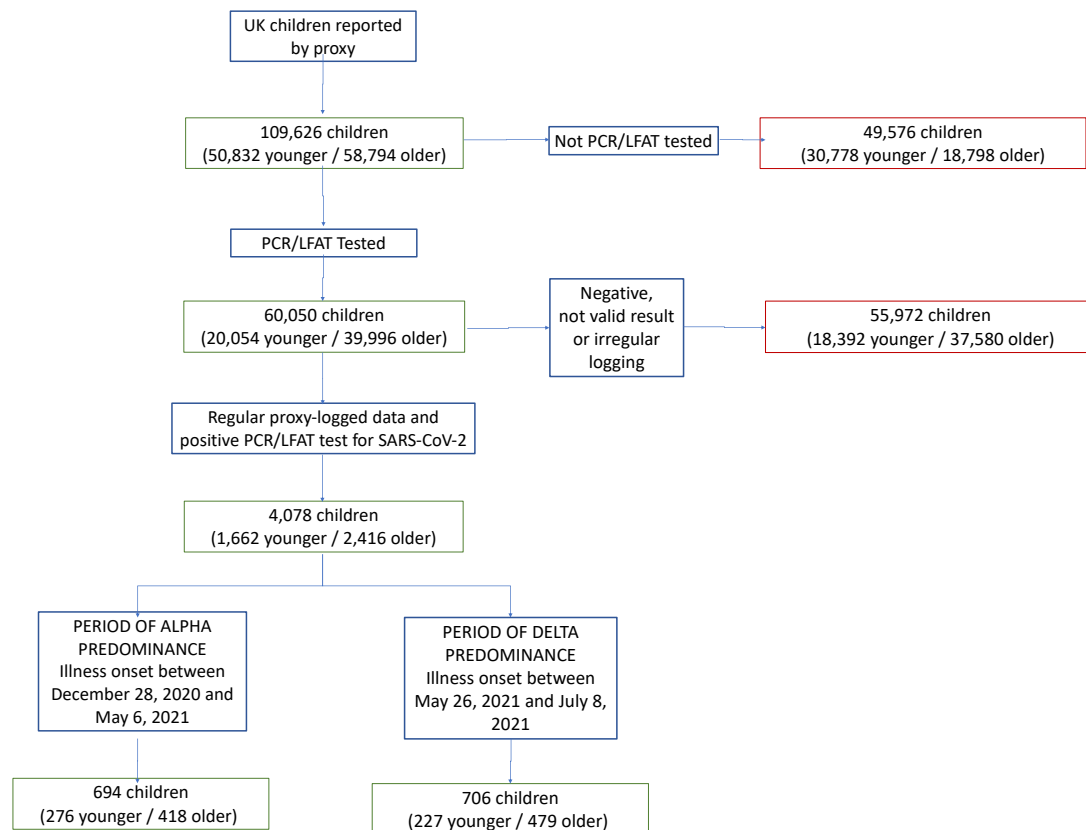 UK children reported
by proxy
109,626 children
(50,832 younger / 58,794 older)
Not PCR/LFAT tested
49,576 children
(30,778 younger / 18,798 older)
PCR/LFAT Tested
60,050 children
(20,054 younger / 39,996 older)
Negative,
not valid result
or irregular
logging
55,972 children
(18,392 younger / 37,580 older)
Regular proxy-logged data and
positive PCR/LFAT test for SARS-CoV-2
4,078 children
(1,662 younger / 2,416 older)
PERIOD OF ALPHA
PREDOMINANCE
Illness onset between
December 28, 2020 and
May 6, 2021
PERIOD OF DELTA
PREDOMINANCE
Illness onset between
May 26, 2021 and July 8,
2021
694 children
(276 younger / 418 older)
706 children
(227 younger / 479 older)